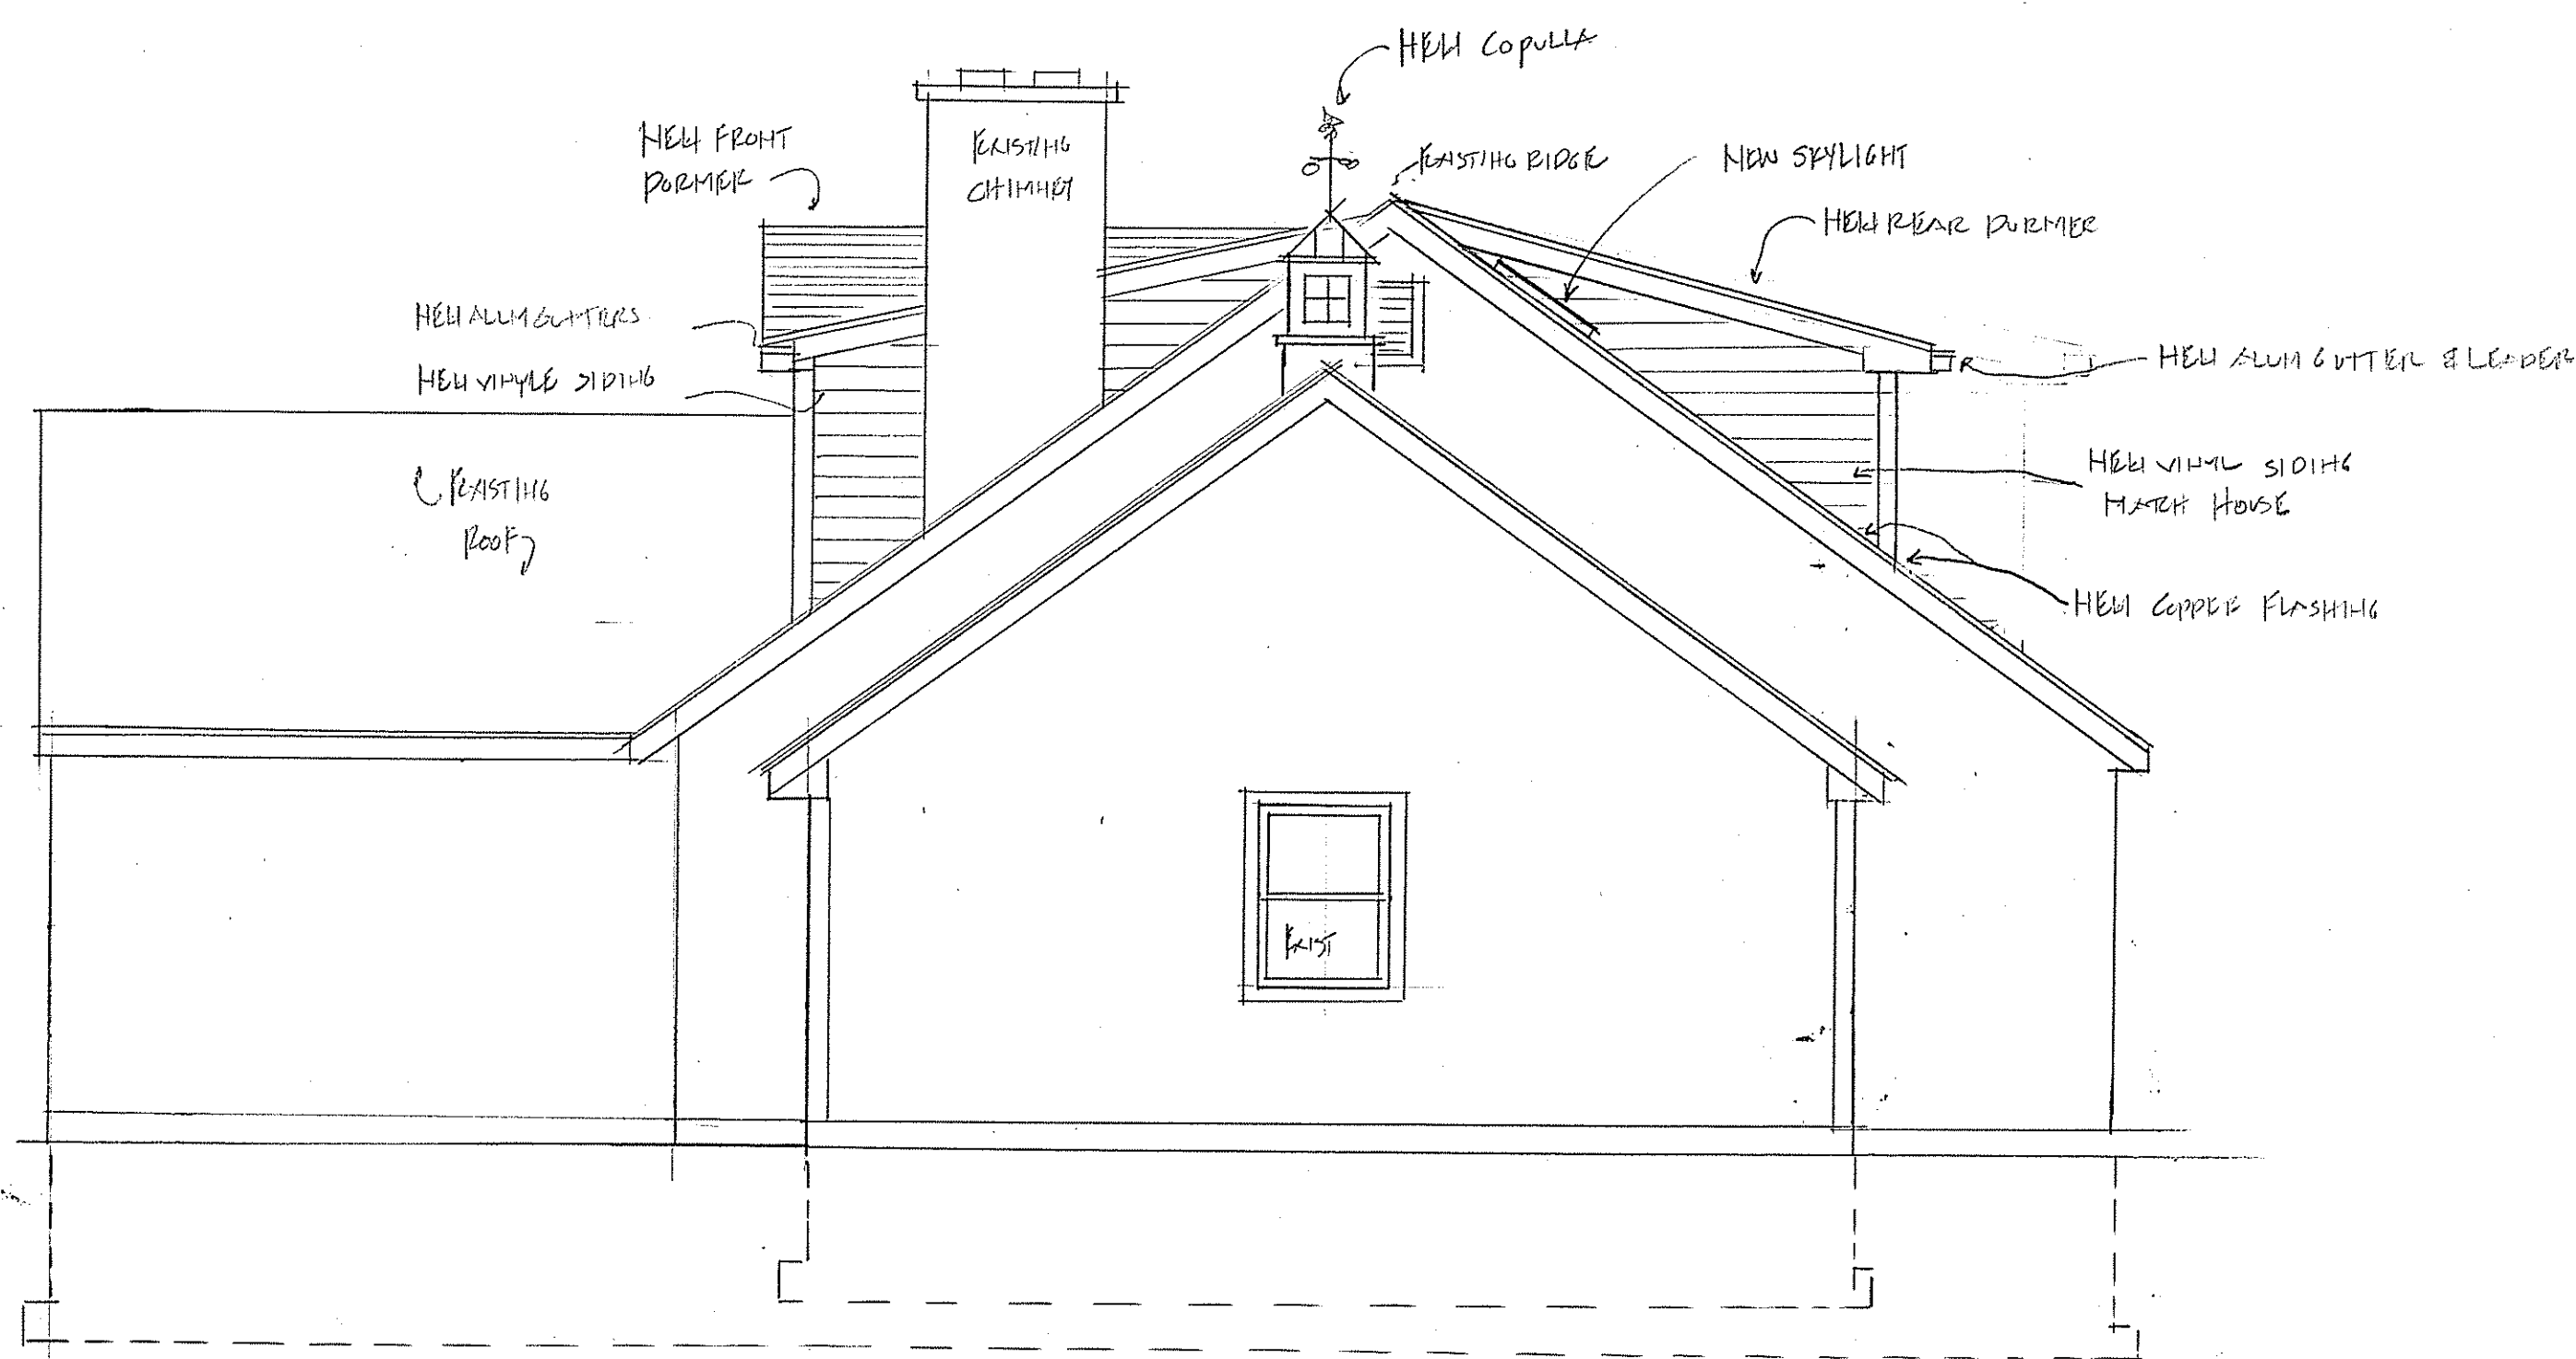 NEW COPULLA
NEW FRONT
DORMER
EXISTING
CHIMNEY
EXISTING RIDGE
NEW SKYLIGHT
NEW REAR DORMER
NEW ALUM GUTTERS
NEW VINYLE SIDING
NEW ALUM GUTTER & LEADER
EXISTING
ROOF
NEW VINYL SIDING
MATCH HOUSE
NEW COPPER FLASHING
EXIST